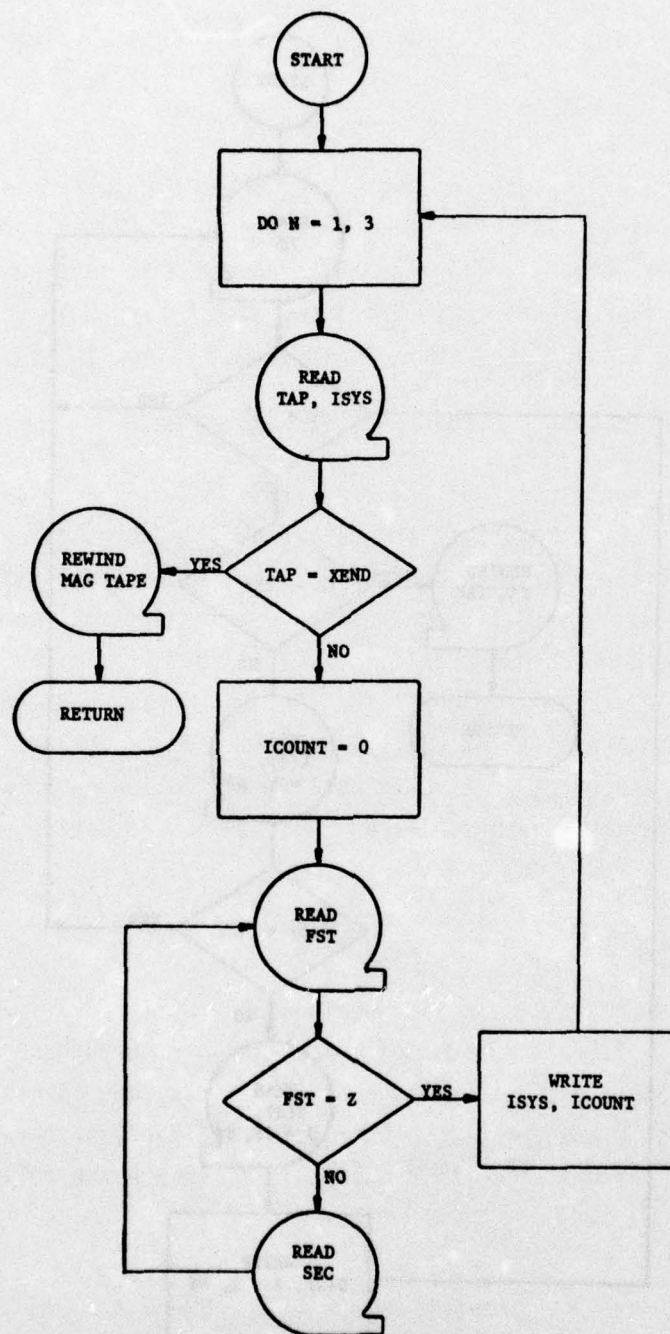 START
DO N = 1, 3
READ
TAP, ISYS
TAP = XEND
YES
REWIND
MAG TAPE
RETURN
NO
ICOUNT = 0
READ
FST
FST = Z
YES
WRITE
ISYS, ICOUNT
NO
READ
SEC